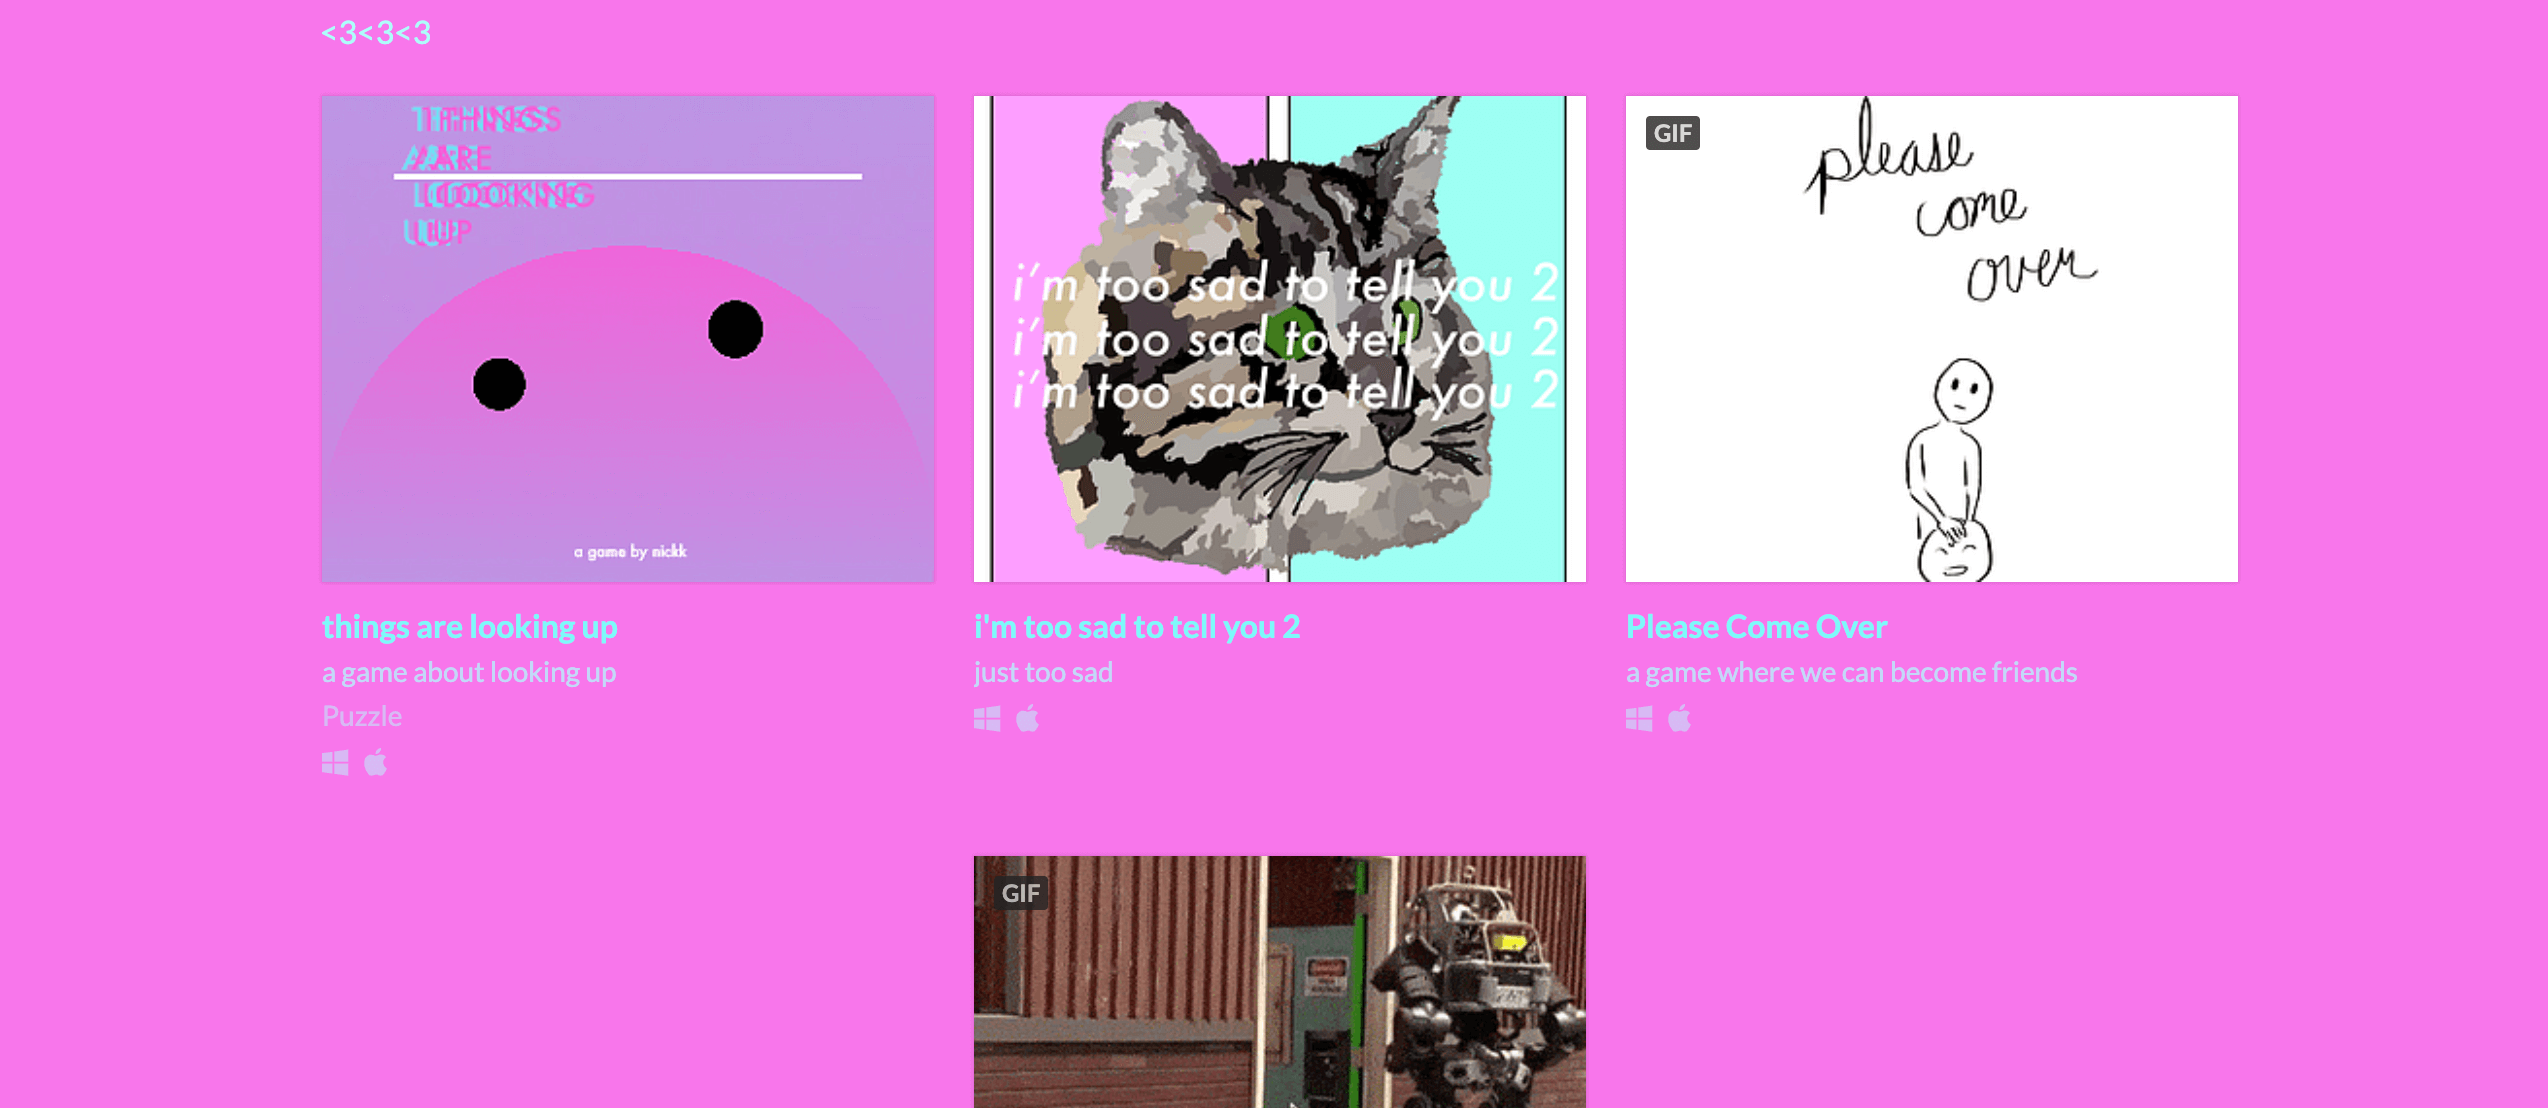 <3<3<3
THINGS
ARE
LOOKING
UP
a game by nickk
i'm too sad to tell you 2
i'm too sad to tell you 2
i'm too sad to tell you 2
GIF
please
come
over
things are looking up
a game about looking up
Puzzle
i'm too sad to tell you 2
just too sad
Please Come Over
a game where we can become friends
GIF